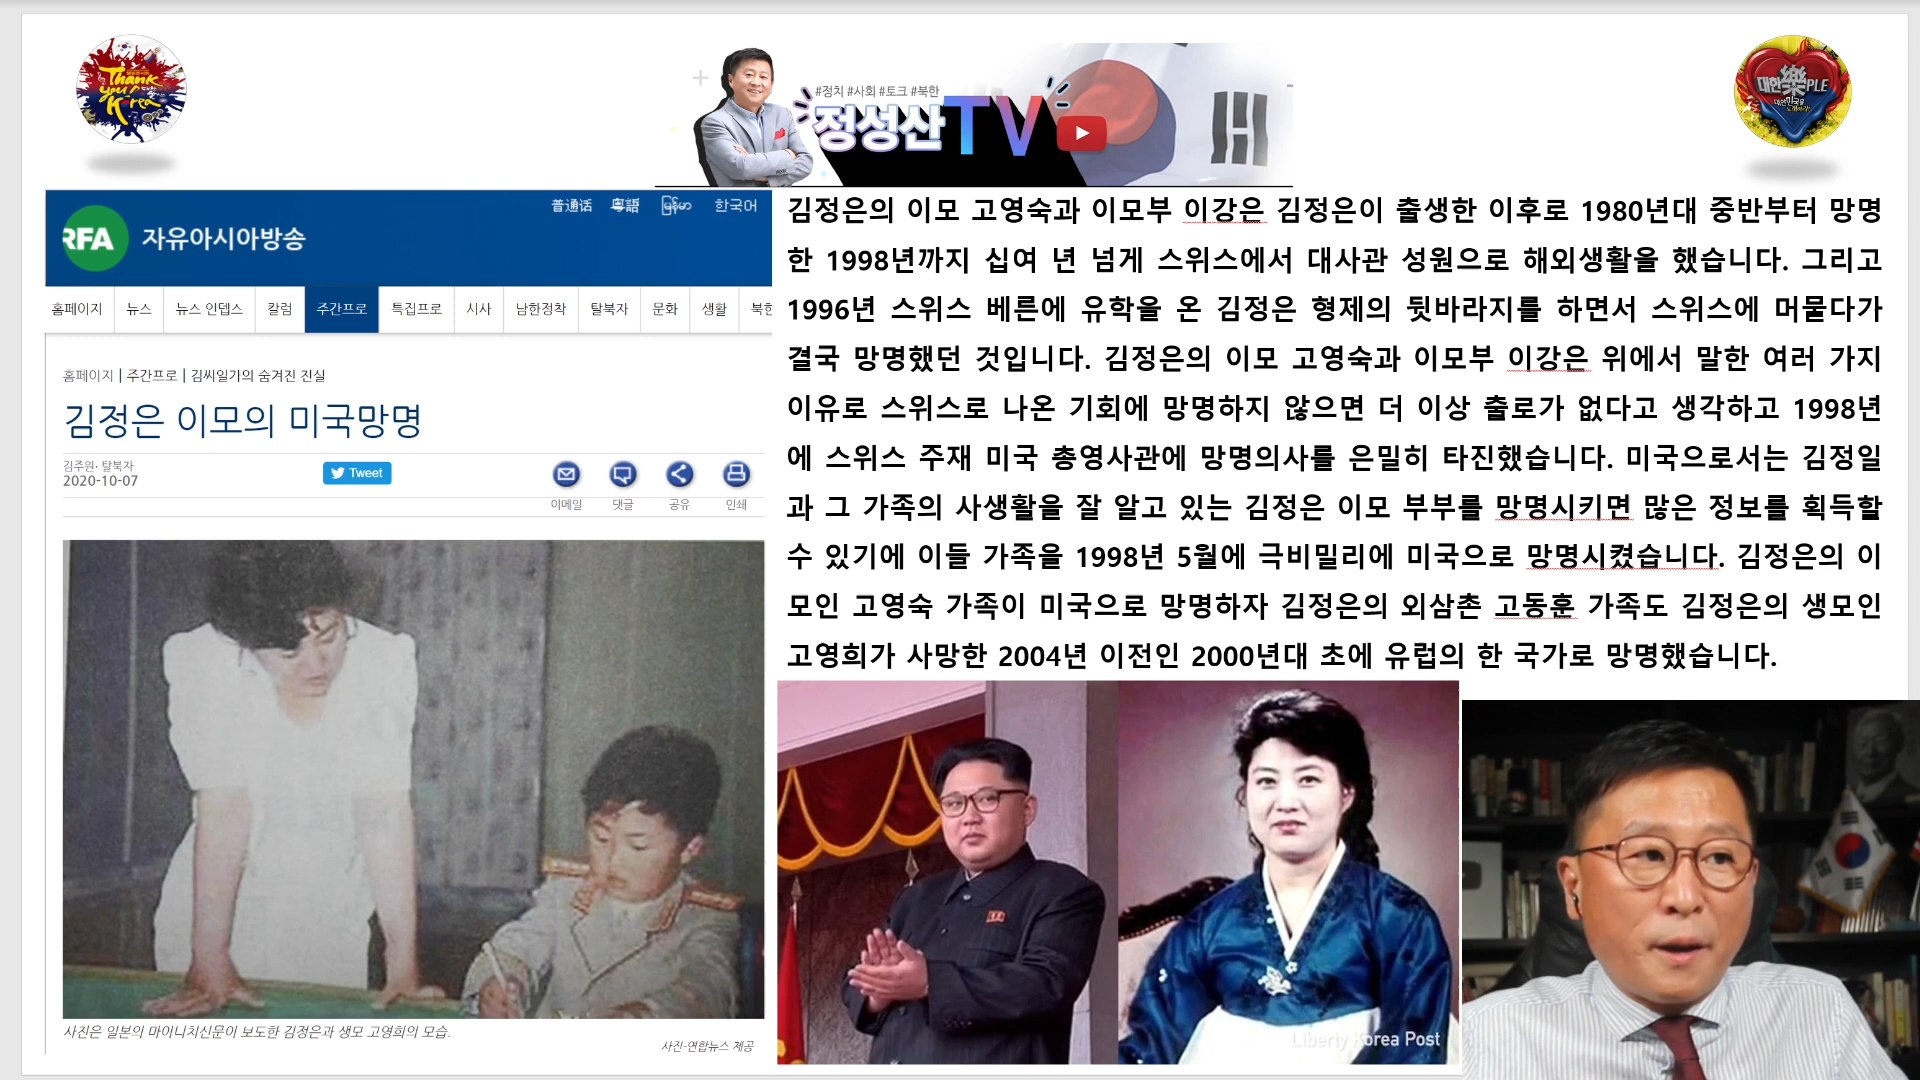 Thank
you
Korea
#정치 #사회 #토크 #북한
정성산TV
대한樂PLE
대한민국을
RFA 자유아시아방송
普通话 粵語 မြန်မာ 한국어
홈페이지 뉴스 뉴스 인뎁스 칼럼 주간프로 특집프로 시사 남한정착 탈북자 문화 생활 북한
홈페이지 | 주간프로 | 김씨일가의 숨겨진 진실
김정은 이모의 미국망명
김주원· 탈북자
2020-10-07
Tweet
이메일 댓글 공유 인쇄
사진은 일본의 마이니치신문이 보도한 김정은과 생모 고영희의 모습.
사진-연합뉴스 제공
김정은의 이모 고영숙과 이모부 이강은 김정은이 출생한 이후로 1980년대 중반부터 망명
한 1998년까지 십여 년 넘게 스위스에서 대사관 성원으로 해외생활을 했습니다. 그리고
1996년 스위스 베른에 유학을 온 김정은 형제의 뒷바라지를 하면서 스위스에 머묻다가
결국 망명했던 것입니다. 김정은의 이모 고영숙과 이모부 이강은 위에서 말한 여러 가지
이유로 스위스로 나온 기회에 망명하지 않으면 더 이상 출로가 없다고 생각하고 1998년
에 스위스 주재 미국 총영사관에 망명의사를 은밀히 타진했습니다. 미국으로서는 김정일
과 그 가족의 사생활을 잘 알고 있는 김정은 이모 부부를 망명시키면 많은 정보를 획득할
수 있기에 이들 가족을 1998년 5월에 극비밀리에 미국으로 망명시켰습니다. 김정은의 이
모인 고영숙 가족이 미국으로 망명하자 김정은의 외삼촌 고동훈 가족도 김정은의 생모인
고영희가 사망한 2004년 이전인 2000년대 초에 유럽의 한 국가로 망명했습니다.
Liberty Korea Post